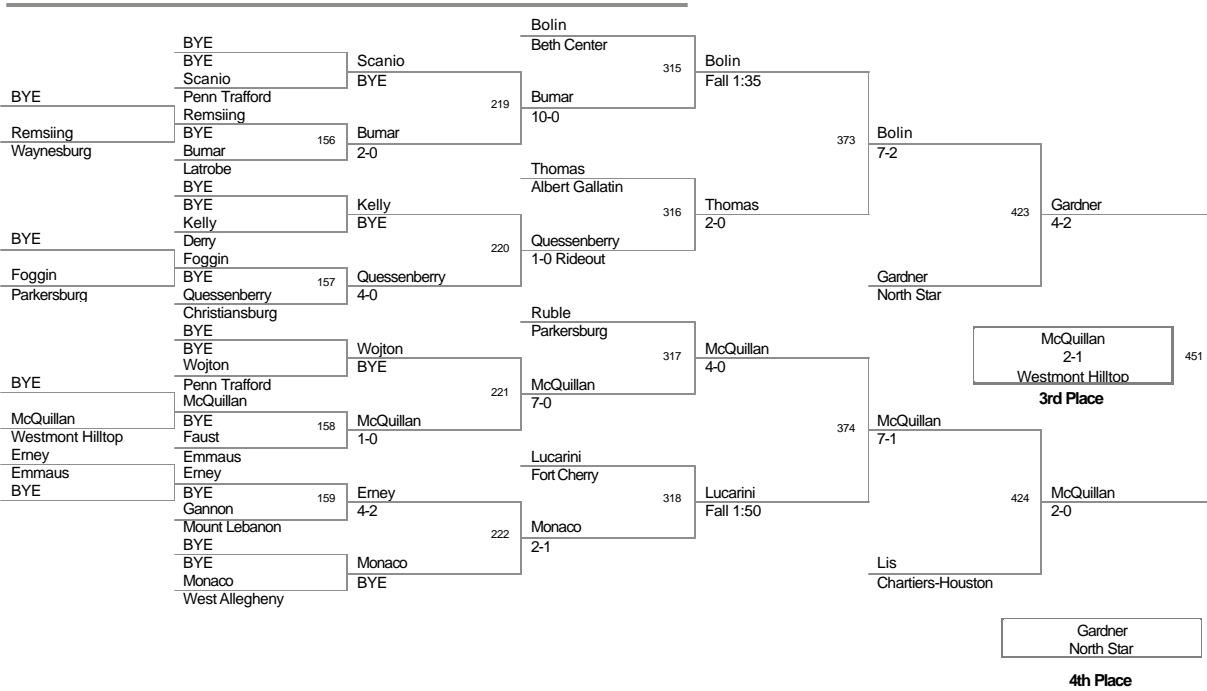 BYE
Remsiing
Waynesburg
BYE
Foggin
Parkersburg
BYE
McQuillan
Westmont Hilltop
Erney
Emmaus
BYE
BYE
BYE
Scanio
Penn Trafford
Remsiing
BYE
156
Bumar
Latrobe
BYE
BYE
Kelly
Derry
Foggin
BYE
157
Quessenberry
Christiansburg
BYE
BYE
Wojton
Penn Trafford
McQuillan
BYE
158
Faust
Emmaus
Erney
BYE
159
Gannon
Mount Lebanon
BYE
BYE
Monaco
West Allegheny
Scanio
BYE
219
Bumar
2-0
Kelly
BYE
220
Quessenberry
4-0
Wojton
BYE
221
McQuillan
1-0
Erney
4-2
222
Monaco
BYE
Bolin
Beth Center
315
Bumar
10-0
Thomas
Albert Gallatin
316
Quessenberry
1-0 Rideout
Ruble
Parkersburg
317
McQuillan
7-0
Lucarini
Fort Cherry
318
Monaco
2-1
Bolin
Fall 1:35
373
Thomas
2-0
McQuillan
4-0
374
Lucarini
Fall 1:50
Bolin
7-2
423
Gardner
North Star
McQuillan
7-1
424
Lis
Chartiers-Houston
Gardner
4-2
McQuillan
2-1
Westmont Hilltop
451
3rd Place
McQuillan
2-0
Gardner
North Star
4th Place